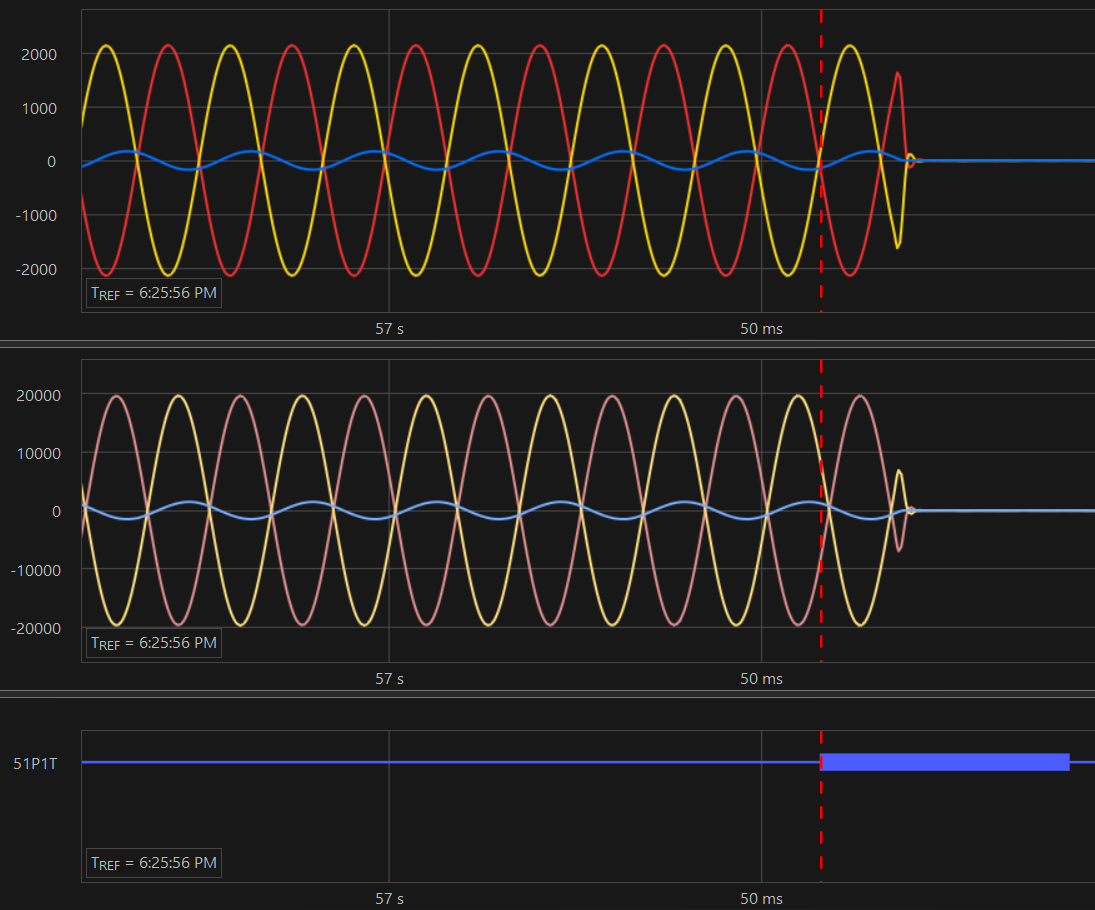 2000
1000
0
-1000
-2000
TREF = 6:25:56 PM
57 s
50 ms
20000
10000
0
-10000
-20000
TREF = 6:25:56 PM
57 s
50 ms
51P1T
TREF = 6:25:56 PM
57 s
50 ms